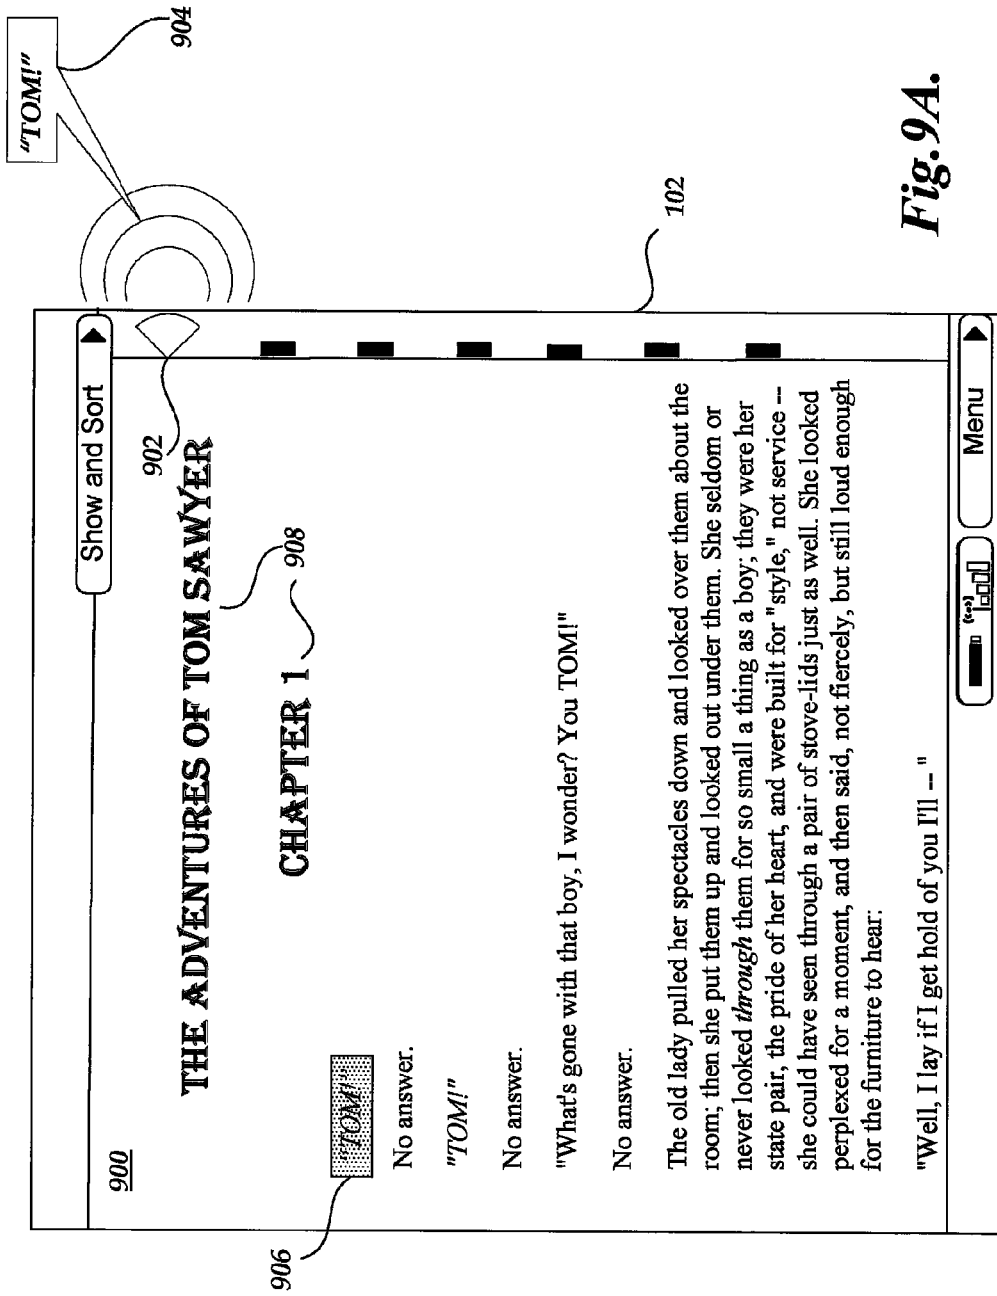 "TOM!"
904
Show and Sort
902
900
THE ADVENTURES OF TOM SAWYER
908
CHAPTER 1
906
"TOM!"
No answer.
"TOM!"
No answer.
"What's gone with that boy, I wonder? You TOM!"
No answer.
102
The old lady pulled her spectacles down and looked over them about the
room; then she put them up and looked out under them. She seldom or
never looked through them for so small a thing as a boy; they were her
state pair, the pride of her heart, and were built for "style," not service --
she could have seen through a pair of stove-lids just as well. She looked
perplexed for a moment, and then said, not fiercely, but still loud enough
for the furniture to hear:
"Well, I lay if I get hold of you I'll -- "
Menu
Fig.9A.